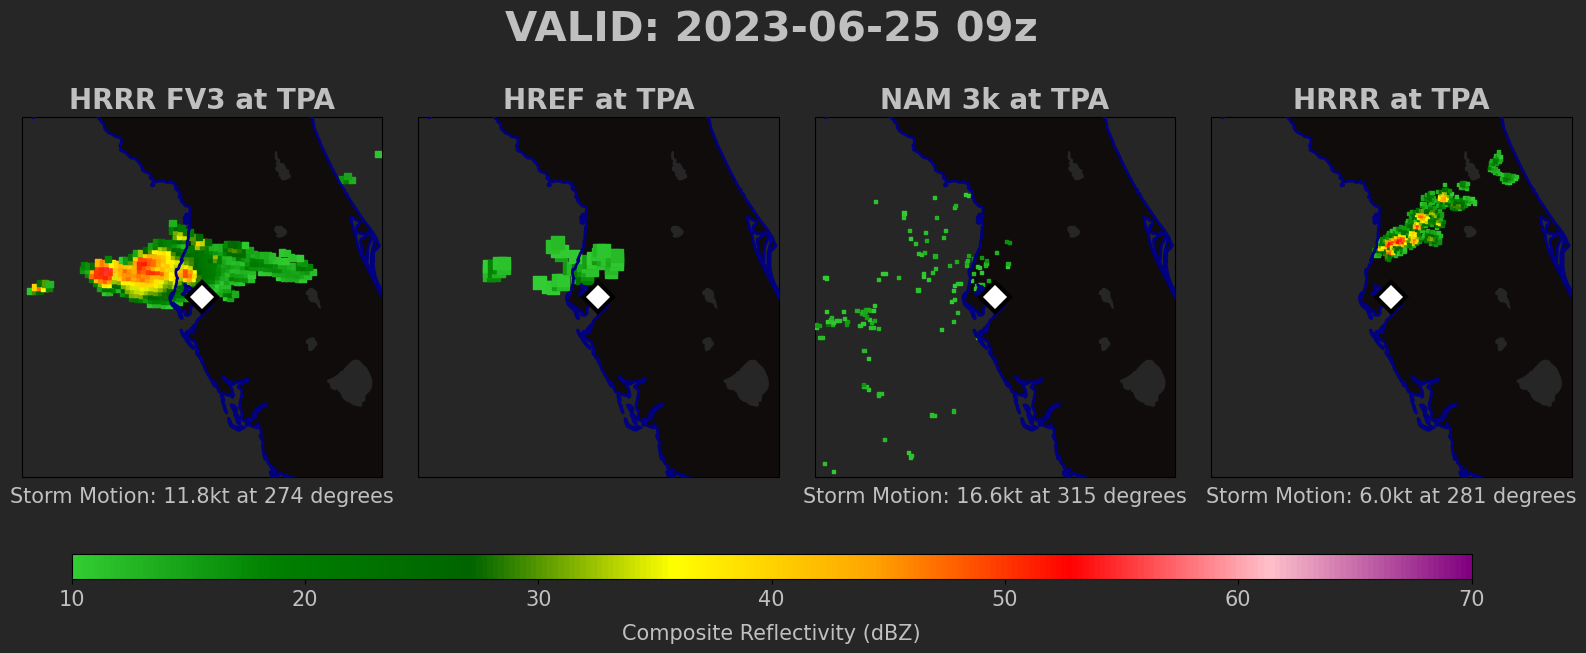 VALID: 2023-06-25 09z
HRRR FV3 at TPA
HREF at TPA
NAM 3k at TPA
HRRR at TPA
Storm Motion: 11.8kt at 274 degrees
Storm Motion: 16.6kt at 315 degrees
Storm Motion: 6.0kt at 281 degrees
10 20 30 40 50 60 70
Composite Reflectivity (dBZ)